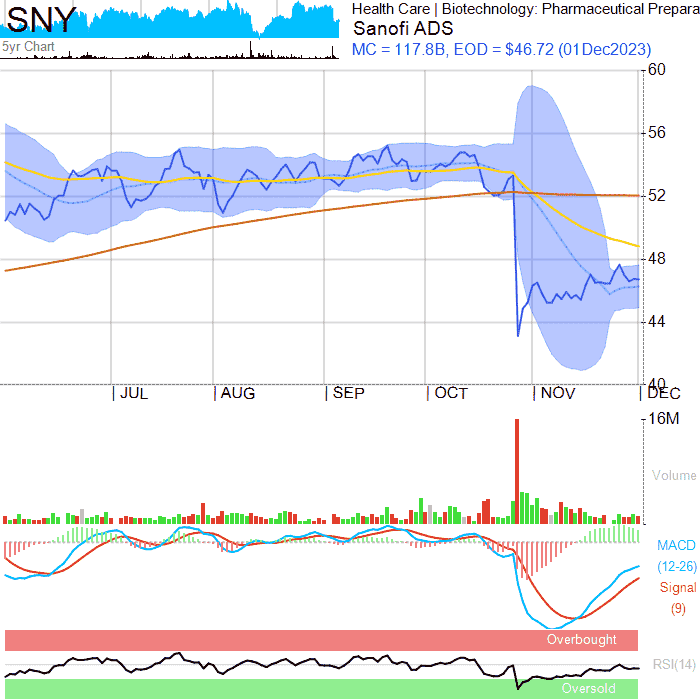 SNY
Health Care | Biotechnology: Pharmaceutical Prepara
Sanofi ADS
5yr Chart
MC = 117.8B, EOD = $46.72 (01Dec2023)
60
56
52
48
44
40
JUL
AUG
SEP
OCT
NOV
DEC
16M
Volume
MACD
(12-26)
Signal
(9)
Overbought
RSI(14)
Oversold